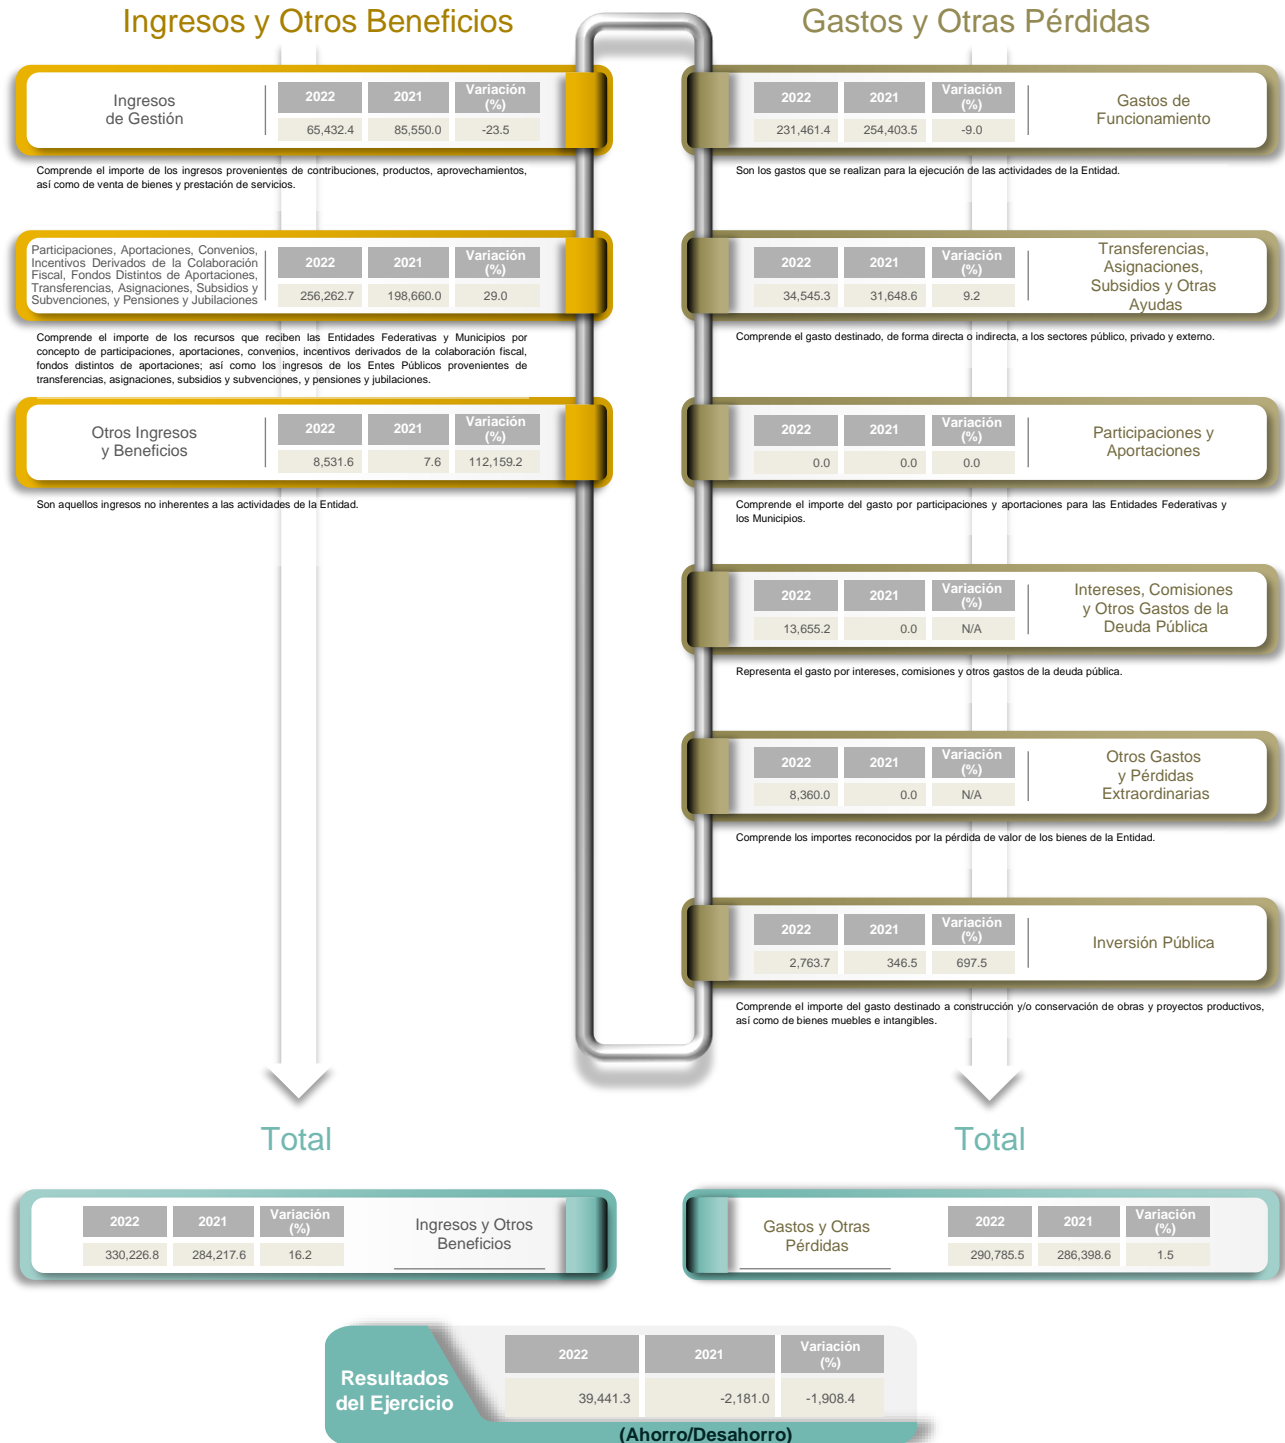 Ingresos y Otros Beneficios
Ingresos
de Gestión
2022 2021 Variación
(%)
65,432.4 85,550.0 -23.5
Comprende el importe de los ingresos provenientes de contribuciones, productos, aprovechamientos,
así como de venta de bienes y prestación de servicios.
Participaciones, Aportaciones, Convenios,
Incentivos Derivados de la Colaboración
Fiscal, Fondos Distintos de Aportaciones,
Transferencias, Asignaciones, Subsidios y
Subvenciones, y Pensiones y Jubilaciones
2022 2021 Variación
(%)
256,262.7 198,660.0 29.0
Comprende el importe de los recursos que reciben las Entidades Federativas y Municipios por
concepto de participaciones, aportaciones, convenios, incentivos derivados de la colaboración fiscal,
fondos distintos de aportaciones; así como los ingresos de los Entes Públicos provenientes de
transferencias, asignaciones, subsidios y subvenciones, y pensiones y jubilaciones.
Otros Ingresos
y Beneficios
2022 2021 Variación
(%)
8,531.6 7.6 112,159.2
Son aquellos ingresos no inherentes a las actividades de la Entidad.
Gastos y Otras Pérdidas
2022 2021 Variación
(%)
231,461.4 254,403.5 -9.0
Gastos de
Funcionamiento
Son los gastos que se realizan para la ejecución de las actividades de la Entidad.
2022 2021 Variación
(%)
34,545.3 31,648.6 9.2
Transferencias,
Asignaciones,
Subsidios y Otras
Ayudas
Comprende el gasto destinado, de forma directa o indirecta, a los sectores público, privado y externo.
2022 2021 Variación
(%)
0.0 0.0 0.0
Participaciones y
Aportaciones
Comprende el importe del gasto por participaciones y aportaciones para las Entidades Federativas y
los Municipios.
2022 2021 Variación
(%)
13,655.2 0.0 N/A
Intereses, Comisiones
y Otros Gastos de la
Deuda Pública
Representa el gasto por intereses, comisiones y otros gastos de la deuda pública.
2022 2021 Variación
(%)
8,360.0 0.0 N/A
Otros Gastos
y Pérdidas
Extraordinarias
Comprende los importes reconocidos por la pérdida de valor de los bienes de la Entidad.
2022 2021 Variación
(%)
2,763.7 346.5 697.5
Inversión Pública
Comprende el importe del gasto destinado a construcción y/o conservación de obras y proyectos productivos,
así como de bienes muebles e intangibles.
Total
2022 2021 Variación
(%)
330,226.8 284,217.6 16.2
Ingresos y Otros
Beneficios
Total
Gastos y Otras
Pérdidas
2022 2021 Variación
(%)
290,785.5 286,398.6 1.5
Resultados
del Ejercicio
2022 2021 Variación
(%)
39,441.3 -2,181.0 -1,908.4
(Ahorro/Desahorro)